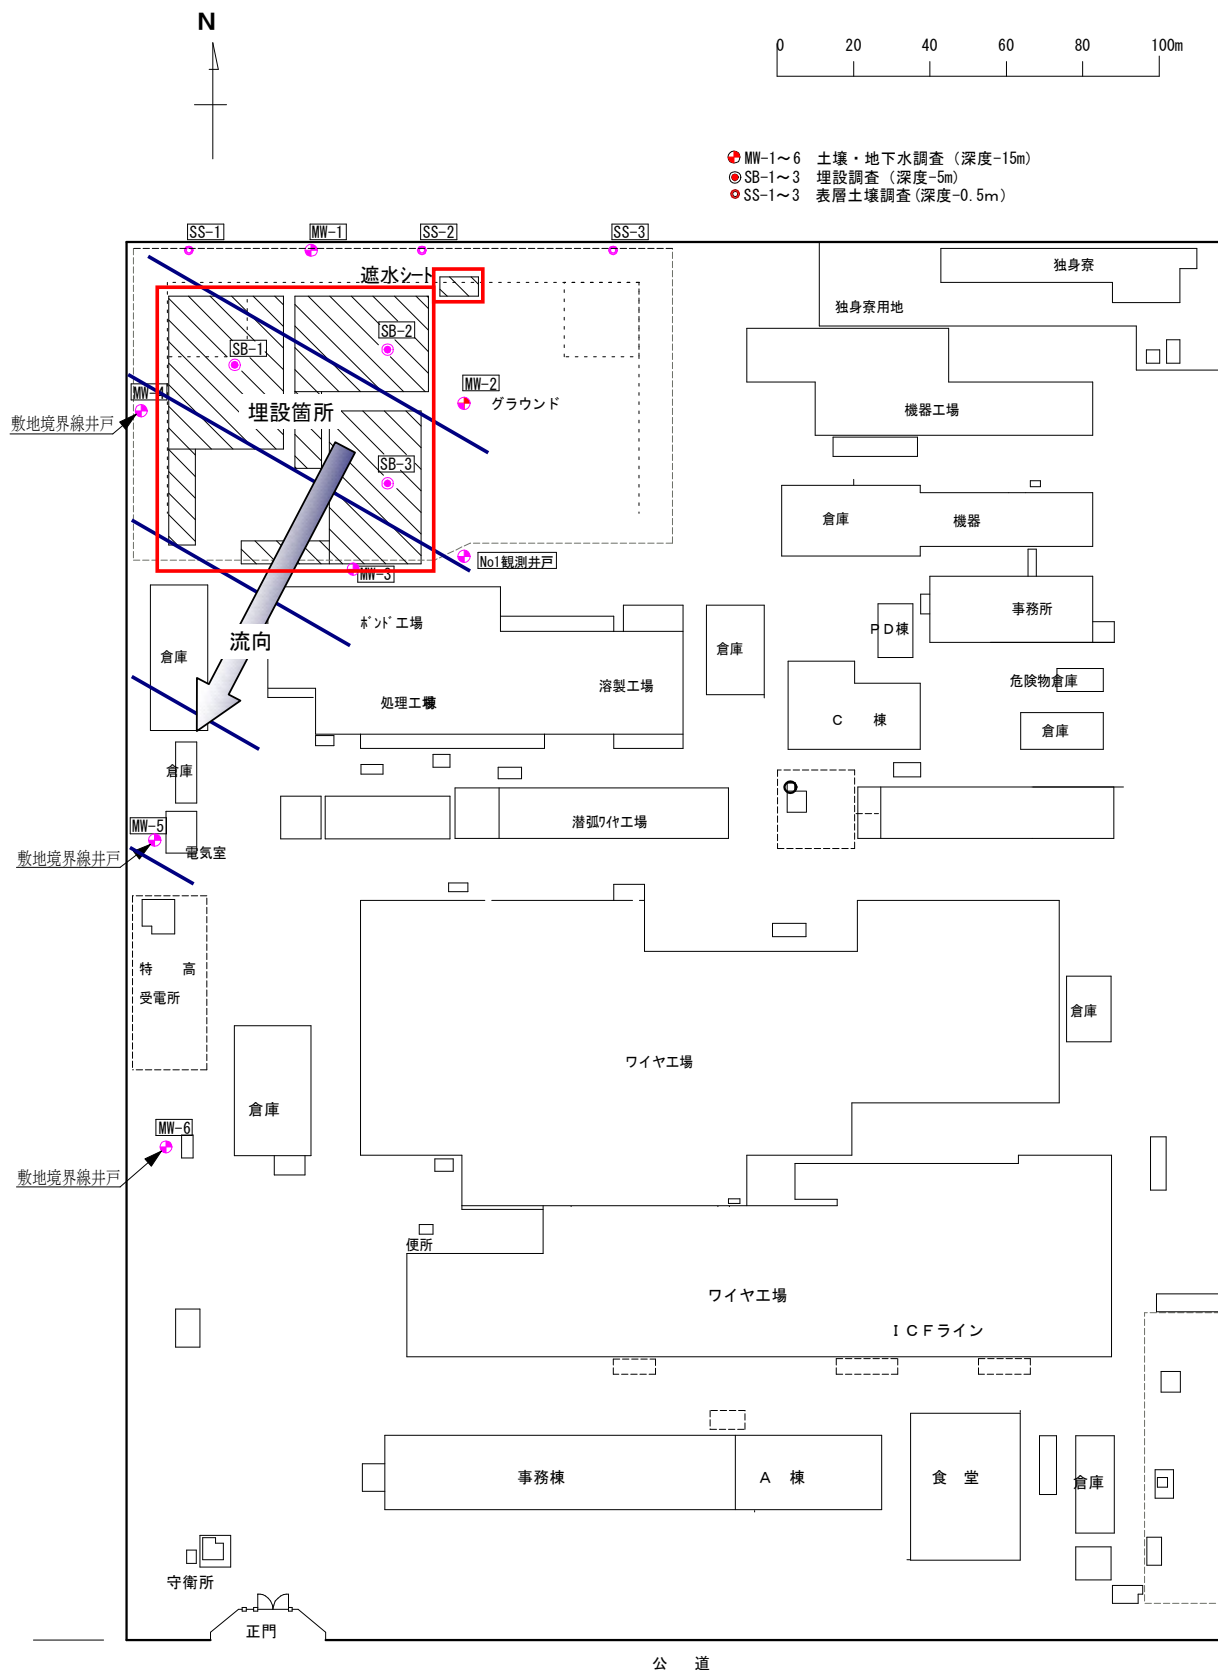 N
0 20 40 60 80 100m
MW-1～6 土壌・地下水調査（深度-15m）
SB-1～3 埋設調査（深度-5m）
SS-1～3 表層土壌調査(深度-0.5m)
SS-1
MW-1
SS-2
SS-3
遮水シート
独身寮
独身寮用地
SB-2
SB-1
MW-4
MW-2
グラウンド
埋設箇所
機器工場
敷地境界線井戸
SB-3
倉庫
機器
No1観測井戸
MW-3
ボンド工場
事務所
PD棟
流向
倉庫
倉庫
溶製工場
危険物倉庫
処理工場
C 棟
倉庫
倉庫
MW-5
潜弧ワイヤ工場
電気室
敷地境界線井戸
特 高
受電所
倉庫
ワイヤ工場
倉庫
MW-6
敷地境界線井戸
便所
ワイヤ工場
ICFライン
事務棟
A 棟
食 堂
倉庫
守衛所
正門
公 道